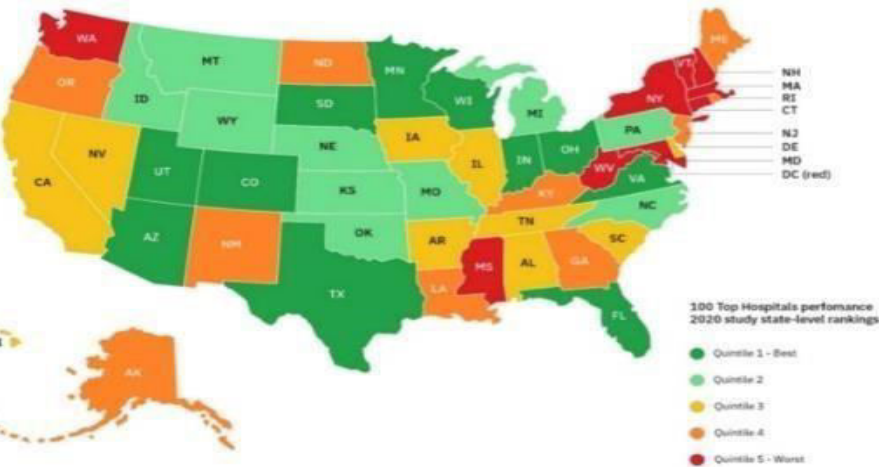 WA
MT
ND
MN
ME
VT
NH
OR
ID
SD
WI
MI
NY
MA
RI
WY
CT
NE
IA
PA
NJ
NV
UT
CO
IL
IN
OH
DE
WV
MD
CA
KS
MO
KY
VA
DC (red)
NC
AZ
NM
OK
AR
TN
SC
MS
AL
GA
TX
LA
FL
100 Top Hospitals perfomance
2020 study state-level rankings
Quintile 1 - Best
AK
Quintile 2
Quintile 3
Quintile 4
Quintile 5 - Worst